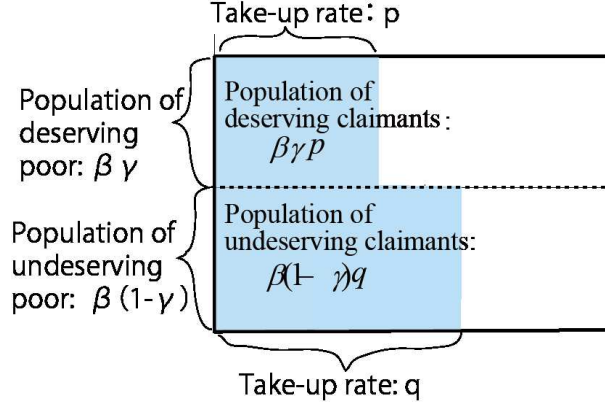 Take-up rate: p
Population of
deserving
poor: β γ
Population of
deserving claimants:
βγp
Population of
undeserving
poor: β (1-γ)
Population of
undeserving claimants:
β(1- γ)q
Take-up rate: q